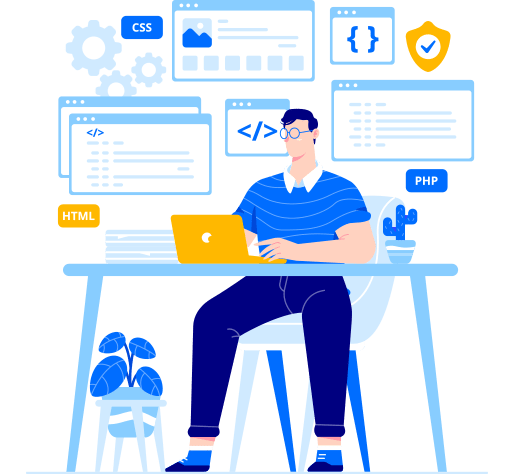 CSS
{ }
</>
</>
PHP
HTML